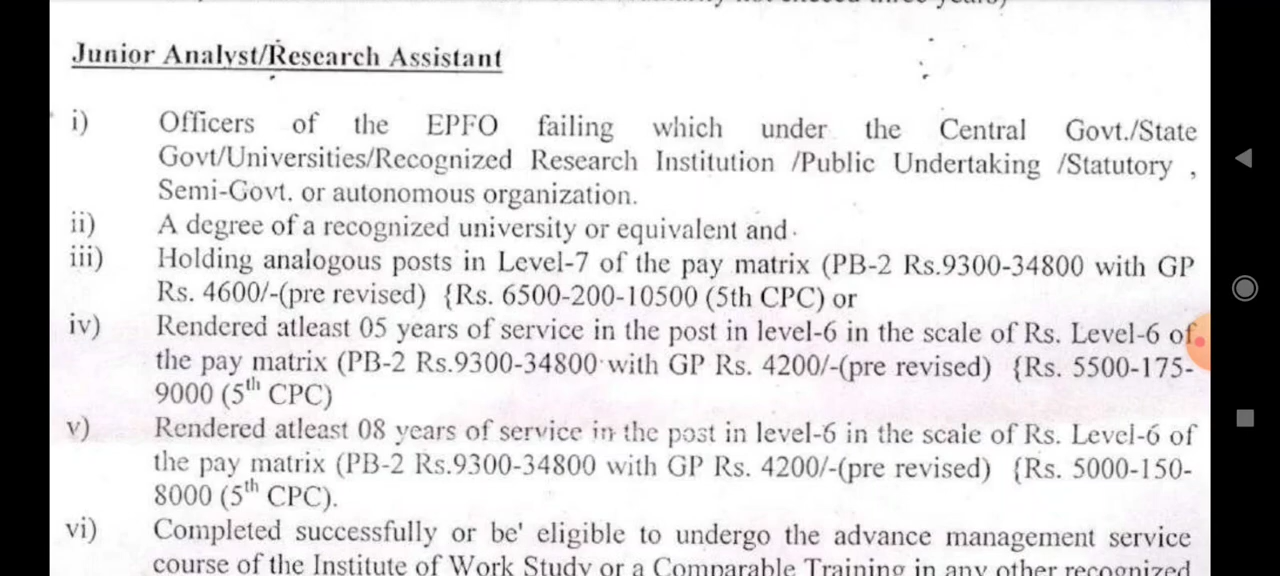 not exceed three years)
Junior Analyst/Research Assistant
i) Officers of the EPFO failing which under the Central Govt./State
Govt/Universities/Recognized Research Institution /Public Undertaking /Statutory ,
Semi-Govt. or autonomous organization.
ii) A degree of a recognized university or equivalent and
iii) Holding analogous posts in Level-7 of the pay matrix (PB-2 Rs.9300-34800 with GP
Rs. 4600/-(pre revised) {Rs. 6500-200-10500 (5th CPC) or
iv) Rendered atleast 05 years of service in the post in level-6 in the scale of Rs. Level-6 of
the pay matrix (PB-2 Rs.9300-34800 with GP Rs. 4200/-(pre revised) {Rs. 5500-175-
9000 (5th CPC)
v) Rendered atleast 08 years of service in the post in level-6 in the scale of Rs. Level-6 of
the pay matrix (PB-2 Rs.9300-34800 with GP Rs. 4200/-(pre revised) {Rs. 5000-150-
8000 (5th CPC).
vi) Completed successfully or be' eligible to undergo the advance management service
course of the Institute of Work Study or a Comparable Training in any other recognized